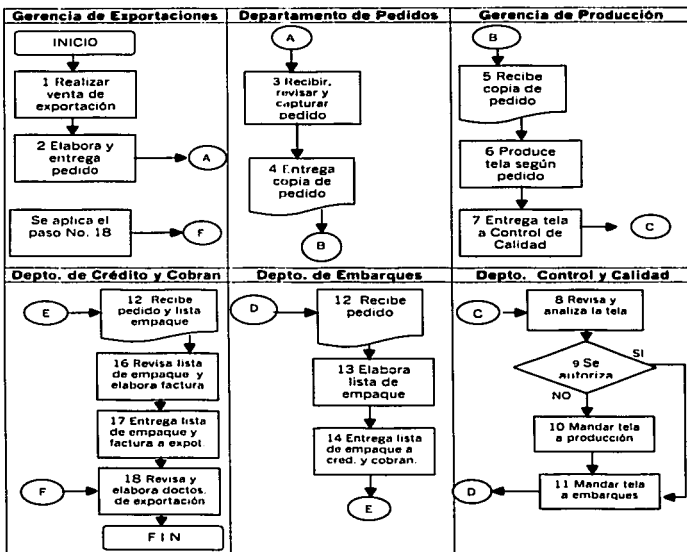 Gerencia de Exportaciones
INICIO
1 Realizar
venta de
exportación
2 Elabora y
entrega
pedido
A
Se aplica el
paso No. 18
F
Departamento de Pedidos
A
3 Recibir,
revisar y
capturar
pedido
4 Entrega
copia de
pedido
B
Gerencia de Producción
B
5 Recibe
copia de
pedido
6 Produce
tela según
pedido
7 Entrega tela
a Control de
Calidad
C
Depto. de Crédito y Cobran
E
12 Recibe
pedido y lista
empaque
16 Revisa lista
de empaque y
elabora factura
17 Entrega lista
de empaque y
factura a expot.
F
18 Revisa y
elabora doctos.
de exportación
FIN
Depto. de Embarques
D
12 Recibe
pedido
13 Elabora
lista de
empaque
14 Entrega lista
de empaque a
cred. y cobran.
E
Depto. Control y Calidad
C
8 Revisa y
analiza la tela
9 Se
autoriza
SI
NO
10 Mandar tela
a producción
D
11 Mandar tela
a embarques